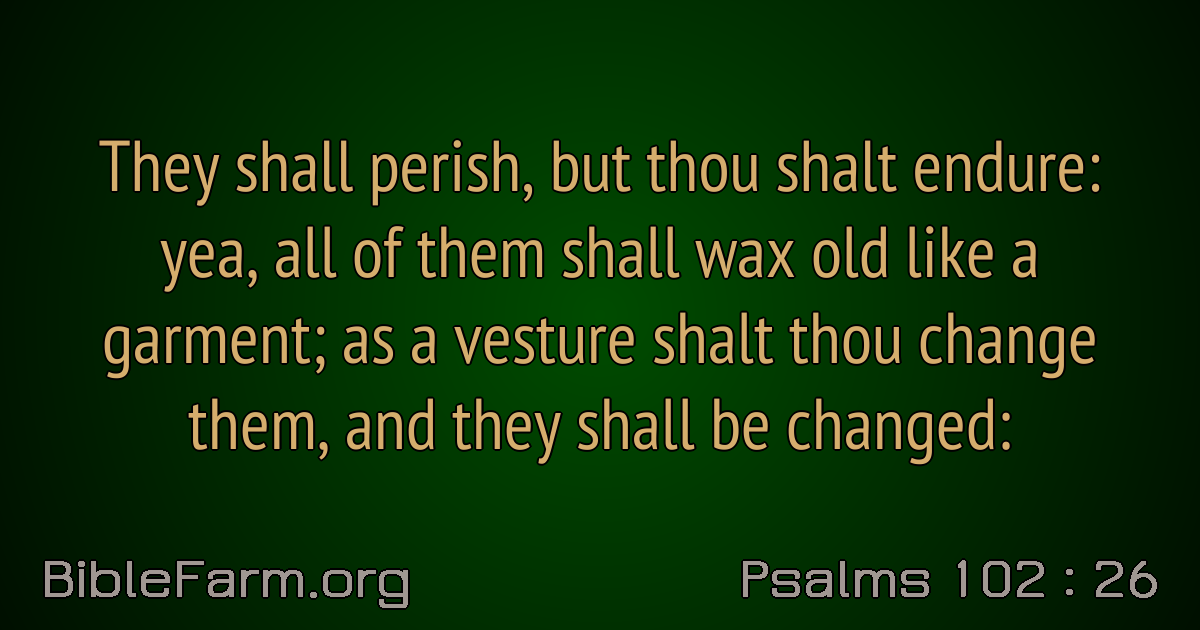 They shall perish, but thou shalt endure:
yea, all of them shall wax old like a
garment; as a vesture shalt thou change
them, and they shall be changed:
BibleFarm.org
Psalms 102 : 26